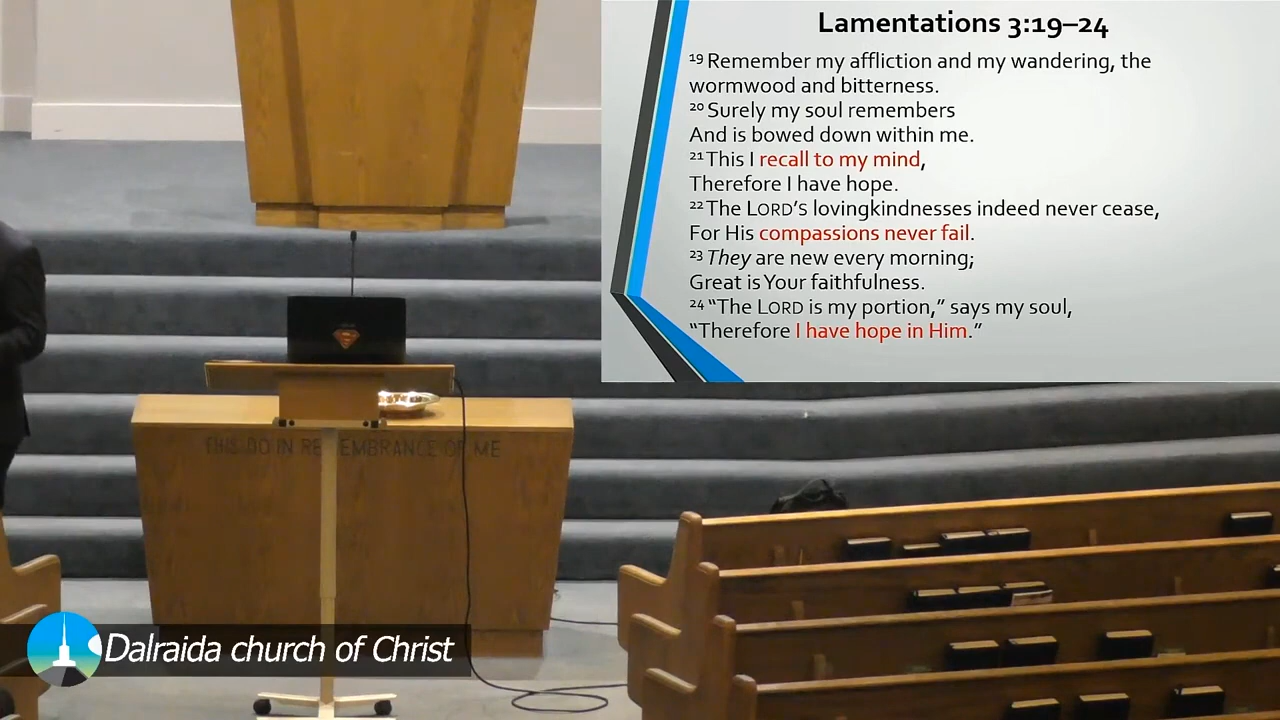 Lamentations 3:19–24
¹⁹ Remember my affliction and my wandering, the
wormwood and bitterness.
²⁰ Surely my soul remembers
And is bowed down within me.
²¹ This I recall to my mind,
Therefore I have hope.
²² The LORD'S lovingkindnesses indeed never cease,
For His compassions never fail.
²³ They are new every morning;
Great is Your faithfulness.
²⁴ “The LORD is my portion,” says my soul,
“Therefore I have hope in Him.”
THIS DO IN RE EMBRANCE OF ME
Dalraida church of Christ